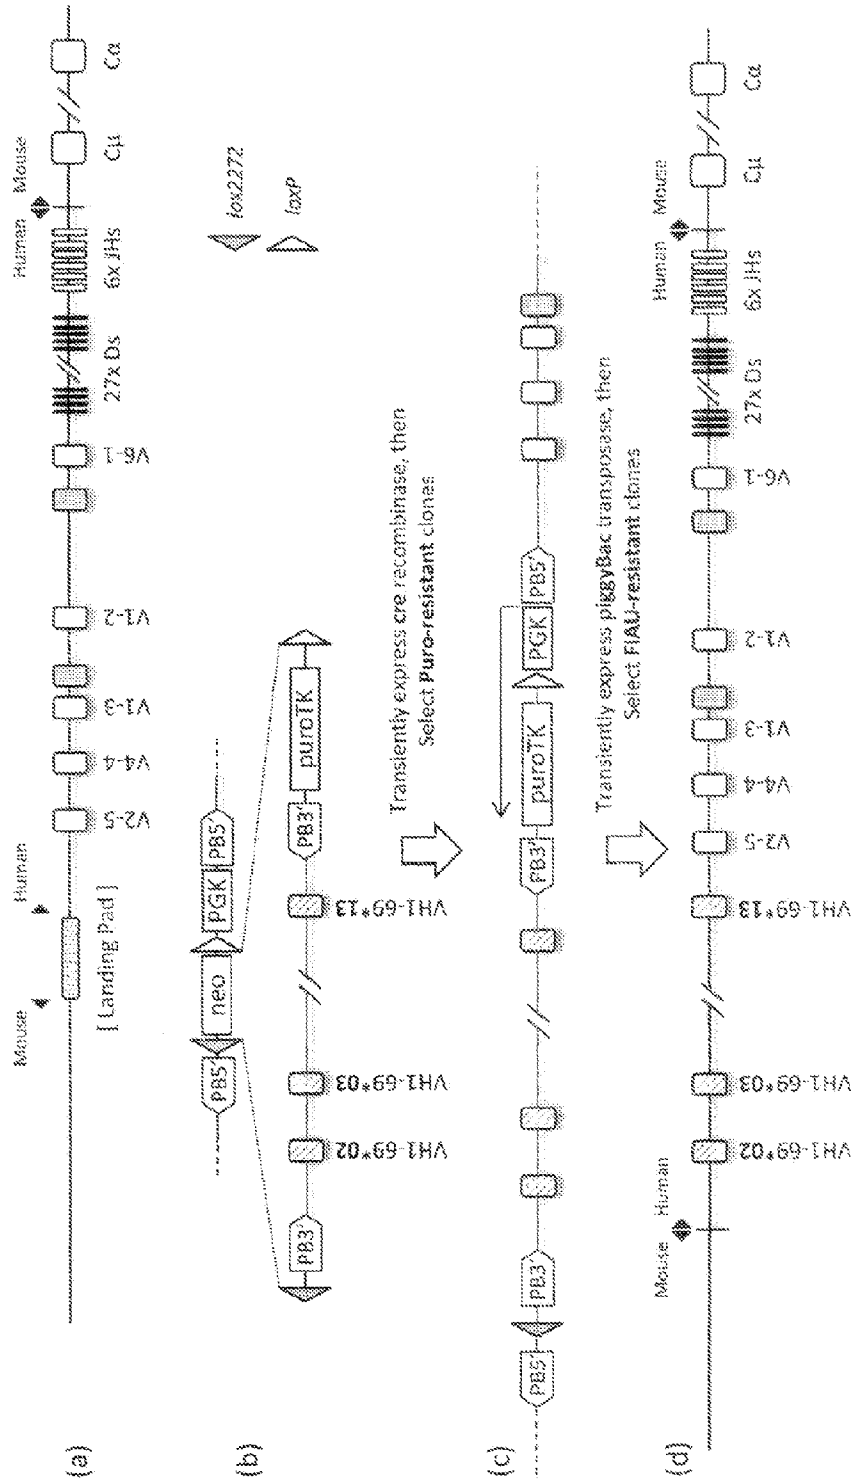 (a)
Mouse Human
Human Mouse
[ Landing Pad ]
V2-5 V4-4 V1-3 V1-2 V6-1 27x Ds 6x JHs Cμ Cα
(b)
PB5' neo PGK PB5'
lox2272
loxP
PB3' PB3' puroTK
VH1-69*02 VH1-69*03 VH1-69*13
Transiently express cre recombinase, then
Select Puro-resistant clones
(c)
PB5' PB3' PB3' puroTK PGK PB5'
Transiently express piggyBac transposase, then
Select FIAU-resistant clones
(d)
Mouse Human
Human Mouse
VH1-69*02 VH1-69*03 VH1-69*13 V2-5 V4-4 V1-3 V1-2 V6-1 27x Ds 6x JHs Cμ Cα